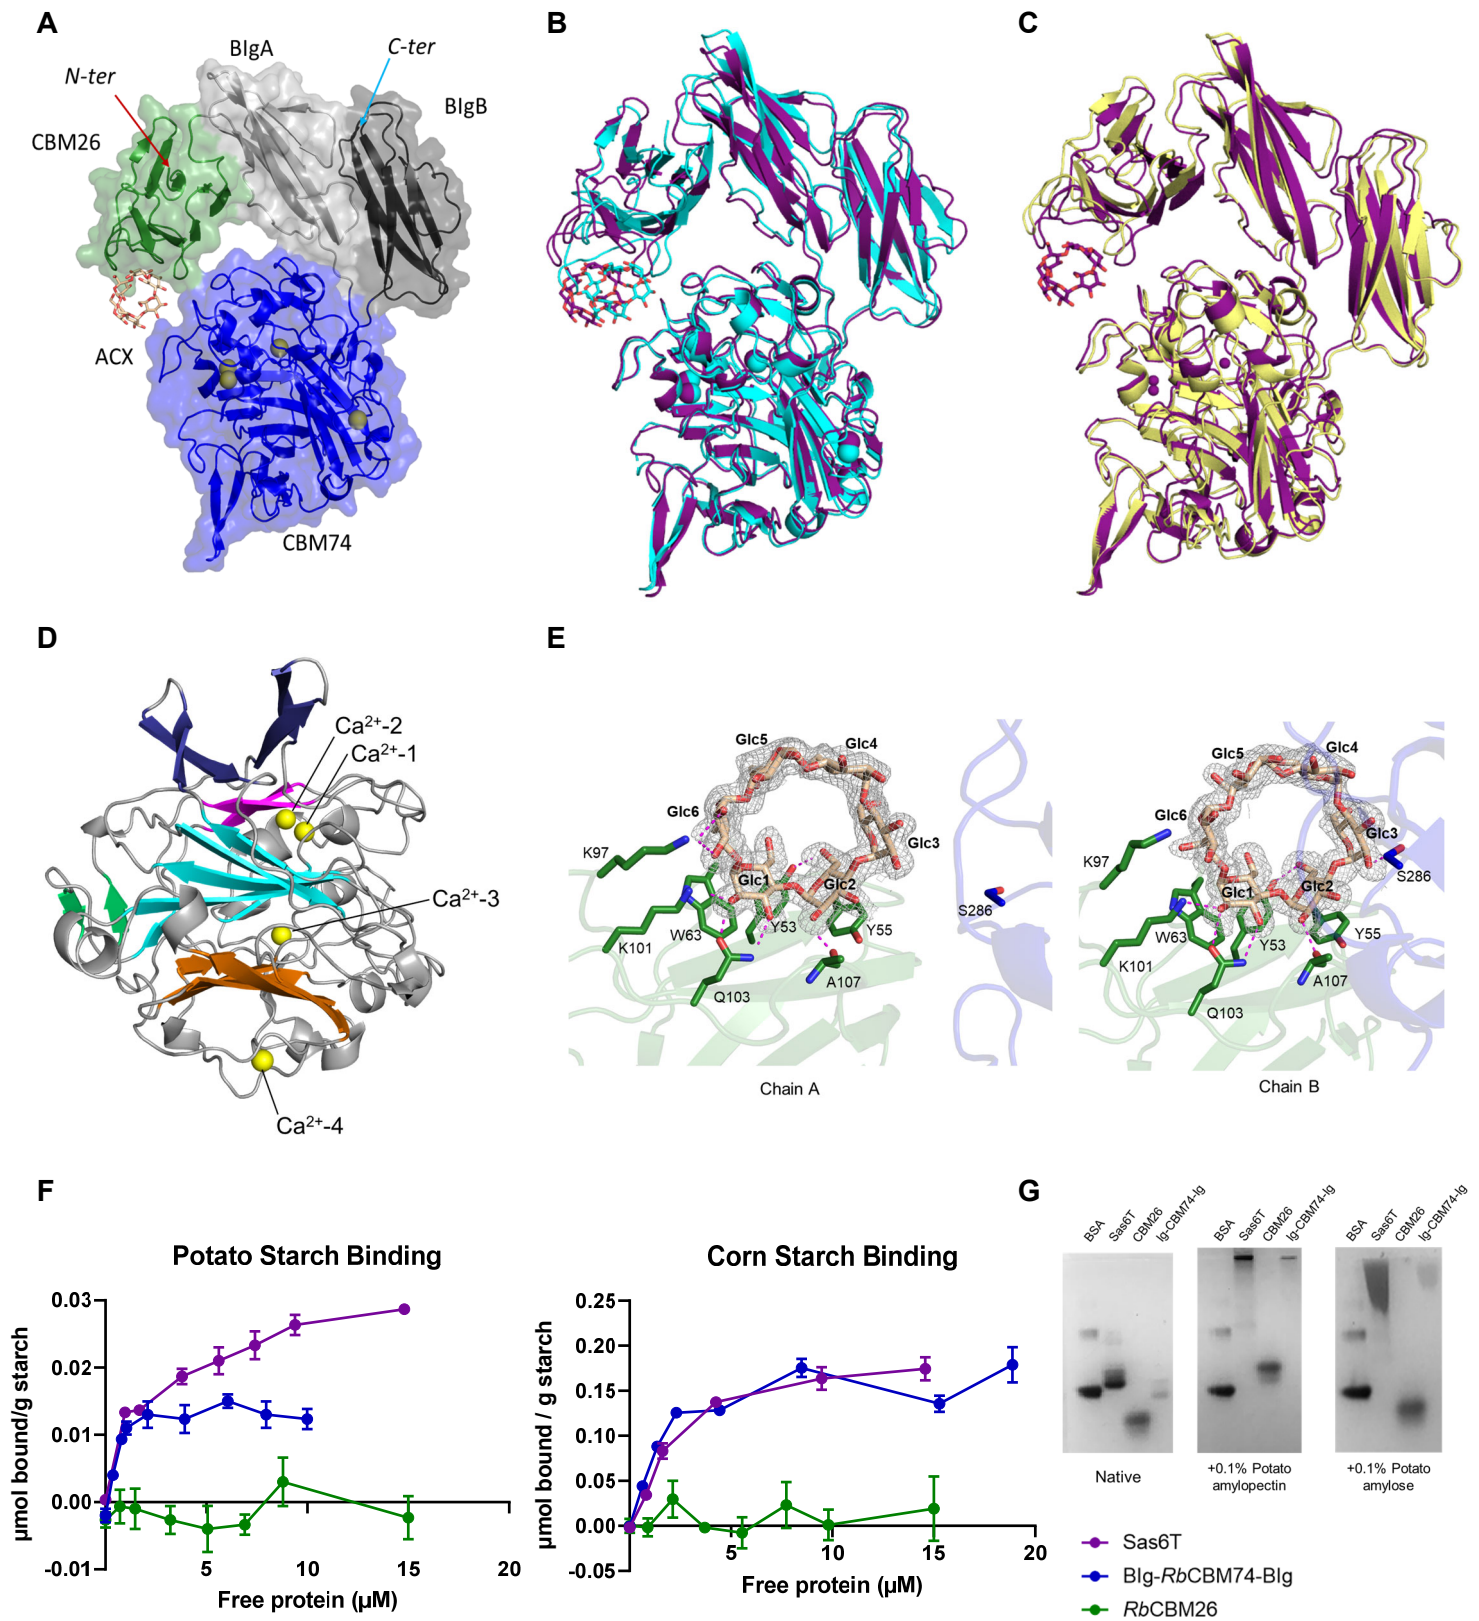 A
BIgA
C-ter
N-ter
BIgB
CBM26
ACX
CBM74
B
C
D
Ca²⁺-2
Ca²⁺-1
Ca²⁺-3
Ca²⁺-4
E
Glc5
Glc4
Glc6
Glc3
K97
Glc1
Glc2
S286
K101
W63
Y53
Y55
Q103
A107
Chain A
Glc5
Glc4
Glc6
Glc3
K97
S286
Glc1
Glc2
W63
Y53
Y55
K101
Q103
A107
Chain B
F
Potato Starch Binding
µmol bound/g starch
0.03
0.02
0.01
0.00
-0.01
5
10
15
20
Free protein (µM)
Corn Starch Binding
µmol bound / g starch
0.25
0.20
0.15
0.10
0.05
0.00
-0.05
5
10
15
20
Free protein (µM)
G
BSA
Sas6T
CBM26
Ig-CBM74-Ig
Native
BSA
Sas6T
CBM26
Ig-CBM74-Ig
+0.1% Potato
amylopectin
BSA
Sas6T
CBM26
Ig-CBM74-Ig
+0.1% Potato
amylose
Sas6T
BIg-RbCBM74-BIg
RbCBM26